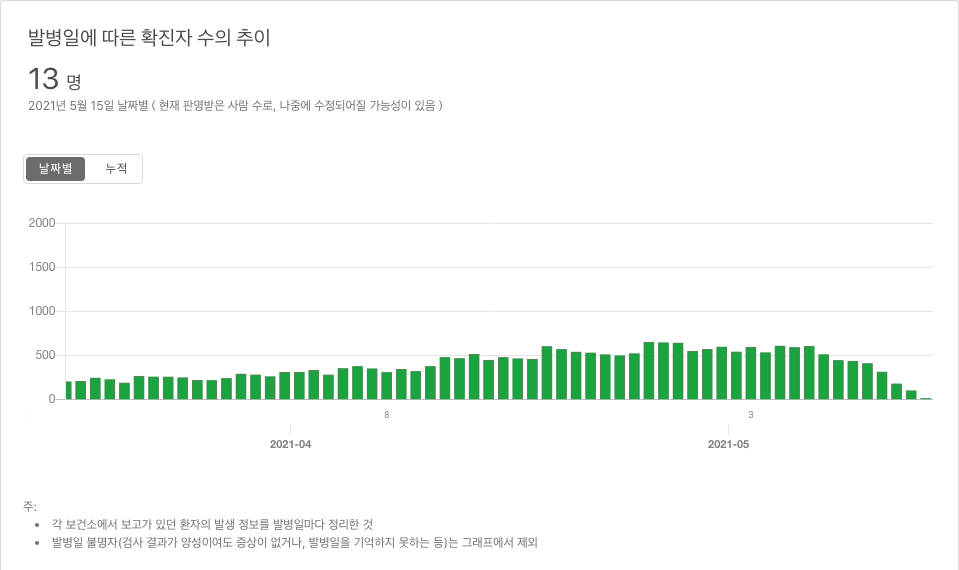 발병일에 따른 확진자 수의 추이
13 명
2021년 5월 15일 날짜별 ( 현재 판명받은 사람 수로, 나중에 수정되어질 가능성이 있음 )
날짜별 누적
2000
1500
1000
500
0
8 3
2021-04 2021-05
주:
• 각 보건소에서 보고가 있던 환자의 발생 정보를 발병일마다 정리한 것
• 발병일 불명자(검사 결과가 양성이여도 증상이 없거나, 발병일을 기억하지 못하는 등)는 그래프에서 제외